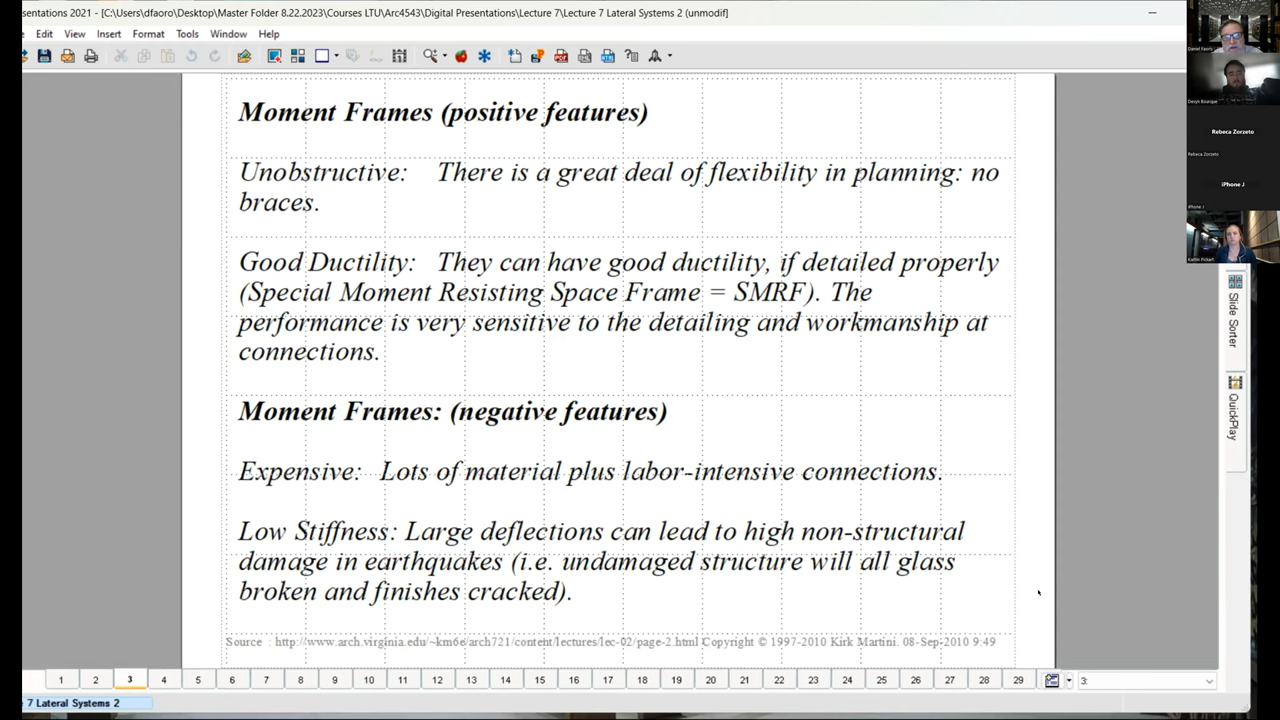 sentations 2021 - [C:\Users\dfaoro\Desktop\Master Folder 8.22.2023\Courses LTU\Arc4543\Digital Presentations\Lecture 7\Lecture 7 Lateral Systems 2 (unmodif]
Edit View Insert Format Tools Window Help
Moment Frames (positive features)
Unobstructive: There is a great deal of flexibility in planning: no
braces.
Good Ductility: They can have good ductility, if detailed properly
(Special Moment Resisting Space Frame = SMRF). The
performance is very sensitive to the detailing and workmanship at
connections.
Moment Frames: (negative features)
Expensive: Lots of material plus labor-intensive connections.
Low Stiffness: Large deflections can lead to high non-structural
damage in earthquakes (i.e. undamaged structure will all glass
broken and finishes cracked).
Source : http://www.arch.virginia.edu/~km6e/arch721/content/lectures/lec-02/page-2.html Copyright © 1997-2010 Kirk Martini. 08-Sep-2010 9:49
1 2 3 4 5 6 7 8 9 10 11 12 13 14 15 16 17 18 19 20 21 22 23 24 25 26 27 28 29 3:
7 Lateral Systems 2
Slide Sorter
QuickPlay
Devyn Bourque
Rebeca Zorzeto
Rebeca Zorzeto
iPhone J
iPhone J